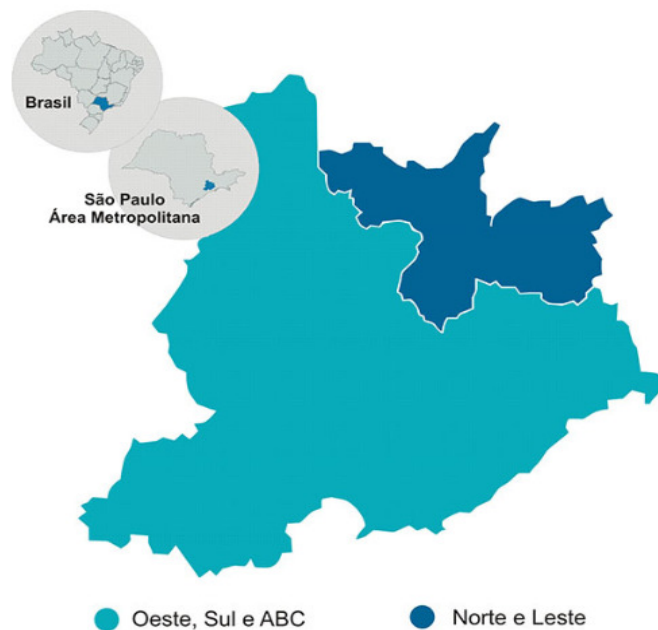 Brasil
São Paulo
Área Metropolitana
Oeste, Sul e ABC
Norte e Leste